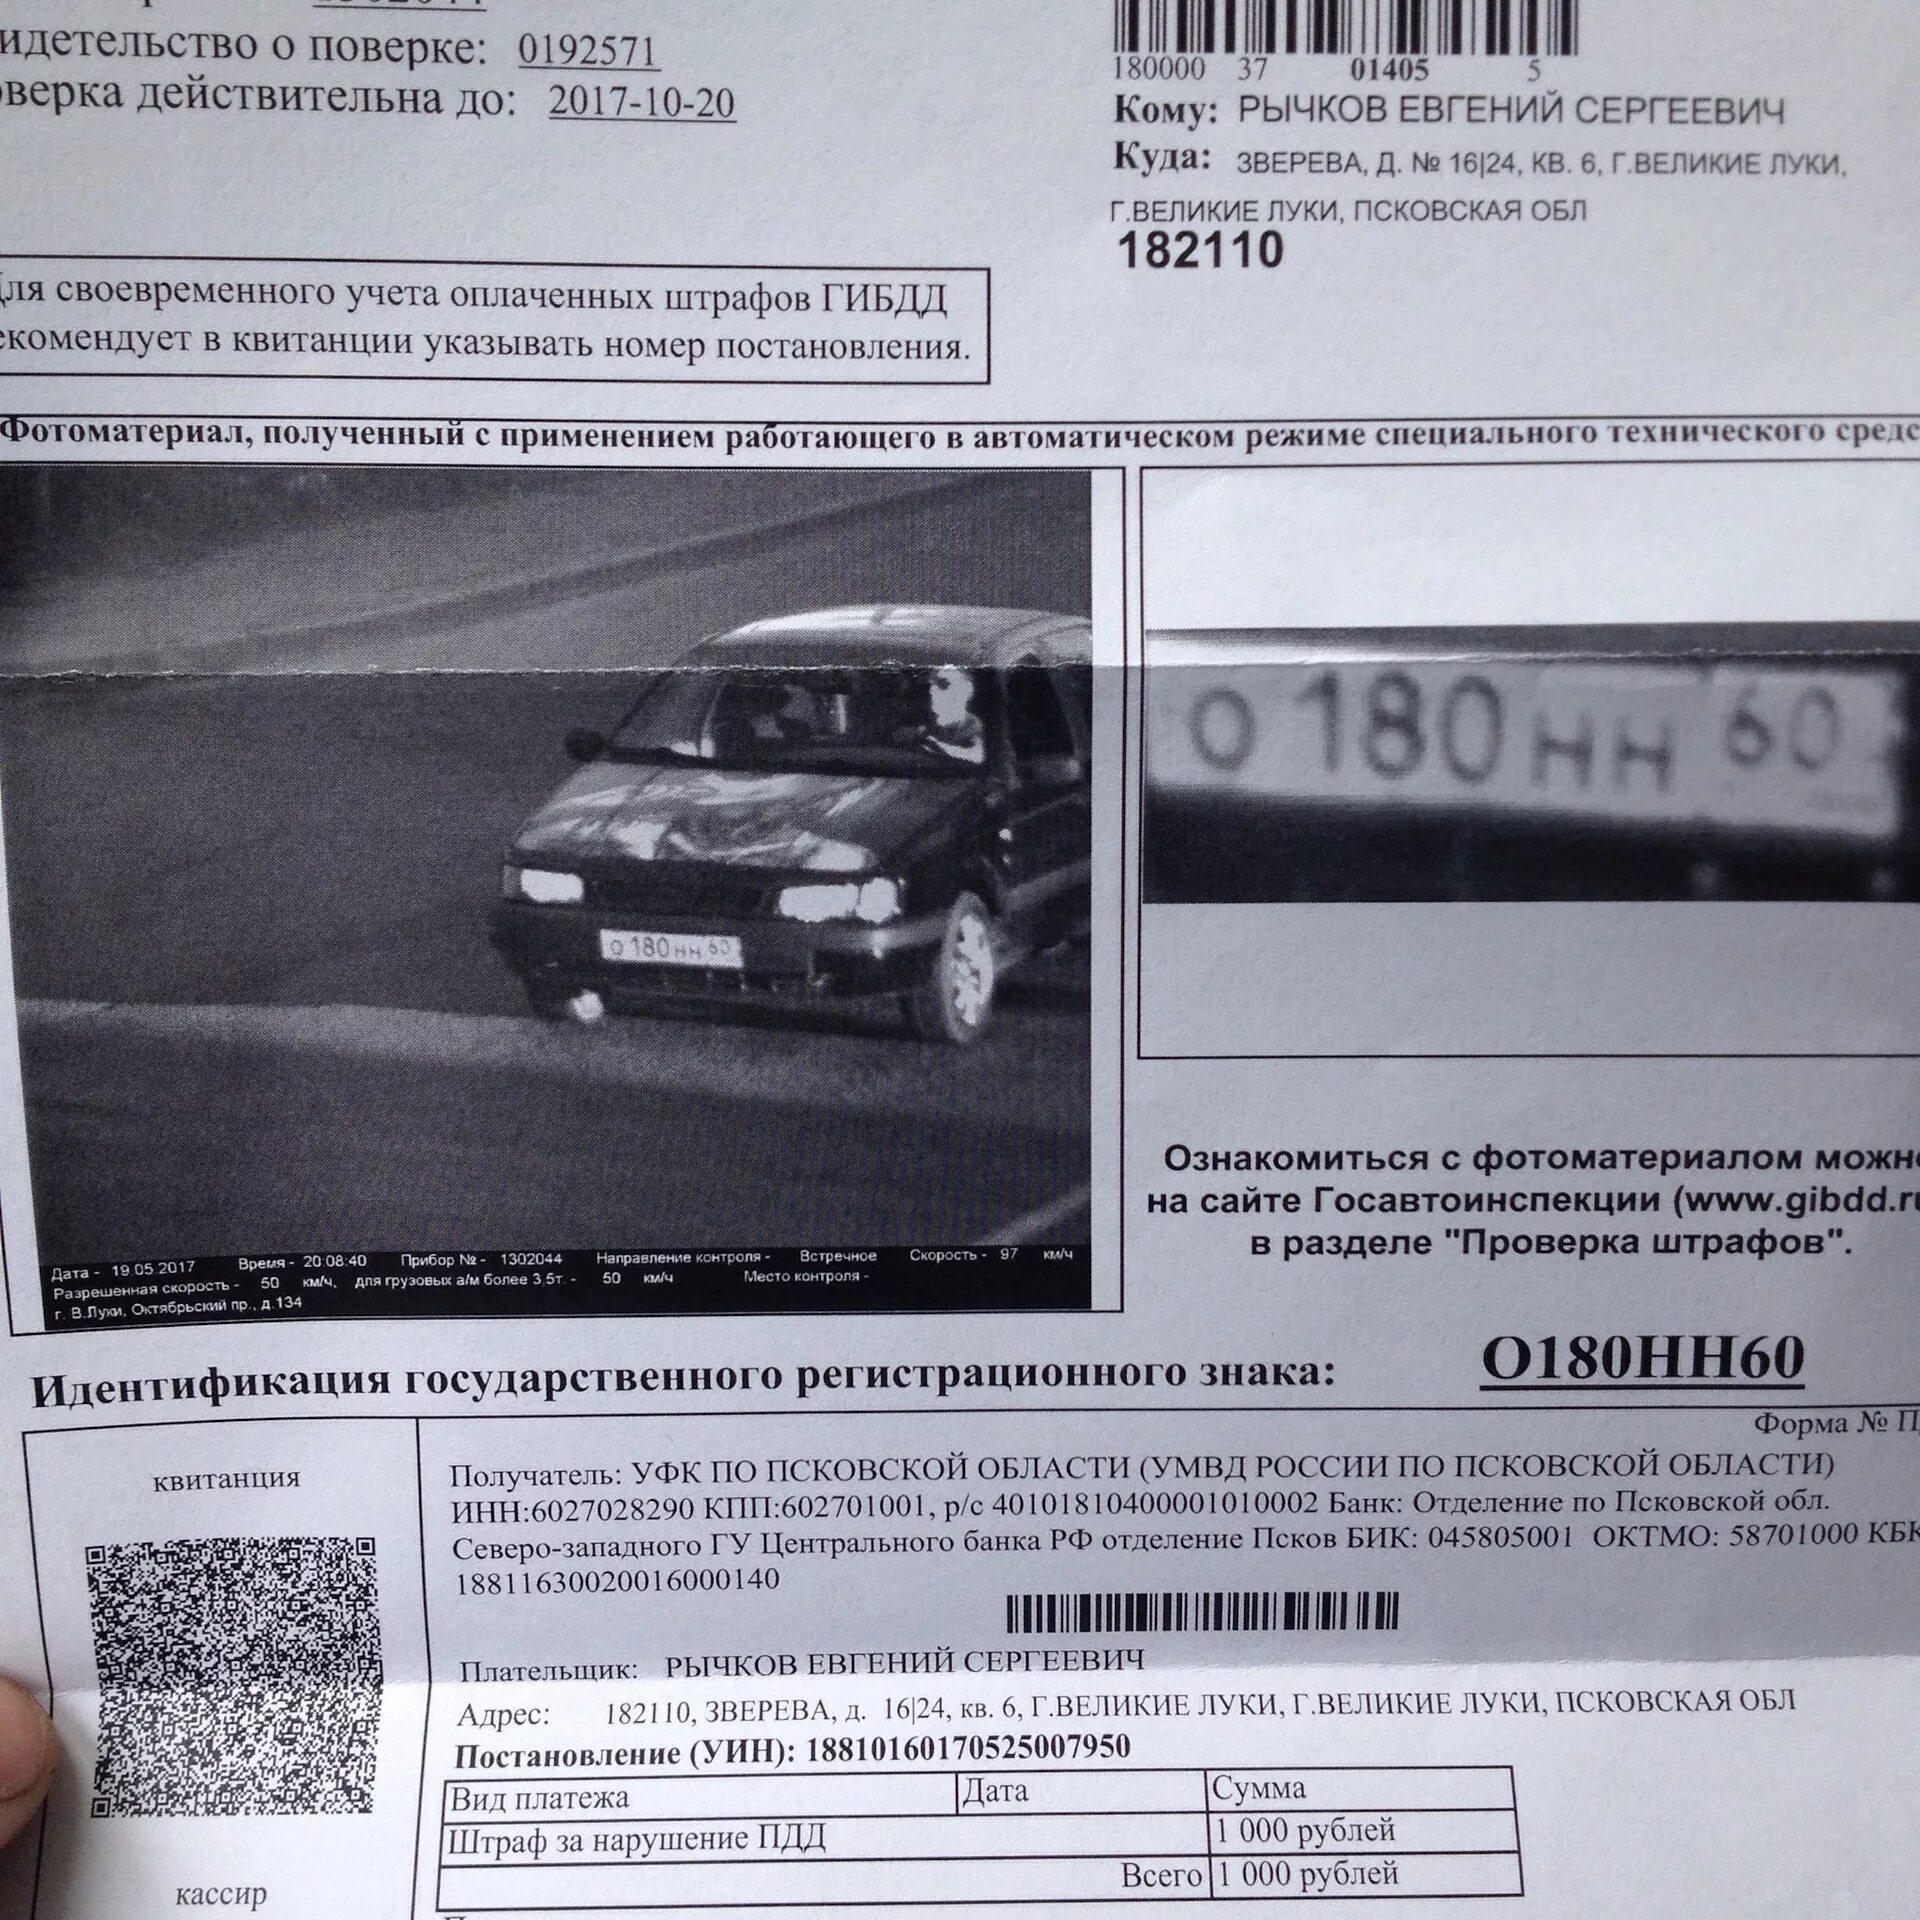 идетельство о поверке: 0192571
верка действительна до: 2017-10-20
180000 37 01405 5
Кому: РЫЧКОВ ЕВГЕНИЙ СЕРГЕЕВИЧ
Куда: ЗВЕРЕВА, Д. № 16|24, КВ. 6, Г.ВЕЛИКИЕ ЛУКИ,
Г.ВЕЛИКИЕ ЛУКИ, ПСКОВСКАЯ ОБЛ
182110
ля своевременного учета оплаченных штрафов ГИБДД
екомендует в квитанции указывать номер постановления.
Фотоматериал, полученный с применением работающего в автоматическом режиме специального технического средс
о 180 нн 60
о 180 нн 60
Дата - 19.05.2017 Время - 20:08:40 Прибор № - 1302044 Направление контроля - Встречное Скорость - 97 км/ч
Разрешенная скорость - 50 км/ч, для грузовых а/м более 3,5т. - 50 км/ч Место контроля -
г. В.Луки, Октябрьский пр., д.134
Ознакомиться с фотоматериалом можн
на сайте Госавтоинспекции (www.gibdd.ru
в разделе "Проверка штрафов".
Идентификация государственного регистрационного знака: О180НН60
Форма № П
квитанция
Получатель: УФК ПО ПСКОВСКОЙ ОБЛАСТИ (УМВД РОССИИ ПО ПСКОВСКОЙ ОБЛАСТИ)
ИНН:6027028290 КПП:602701001, р/с 40101810400001010002 Банк: Отделение по Псковской обл.
Северо-западного ГУ Центрального банка РФ отделение Псков БИК: 045805001 ОКТМО: 58701000 КБК
18811630020016000140
Плательщик: РЫЧКОВ ЕВГЕНИЙ СЕРГЕЕВИЧ
Адрес: 182110, ЗВЕРЕВА, д. 16|24, кв. 6, Г.ВЕЛИКИЕ ЛУКИ, Г.ВЕЛИКИЕ ЛУКИ, ПСКОВСКАЯ ОБЛ
Постановление (УИН): 18810160170525007950
Вид платежа Дата Сумма
Штраф за нарушение ПДД 1 000 рублей
Всего 1 000 рублей
кассир